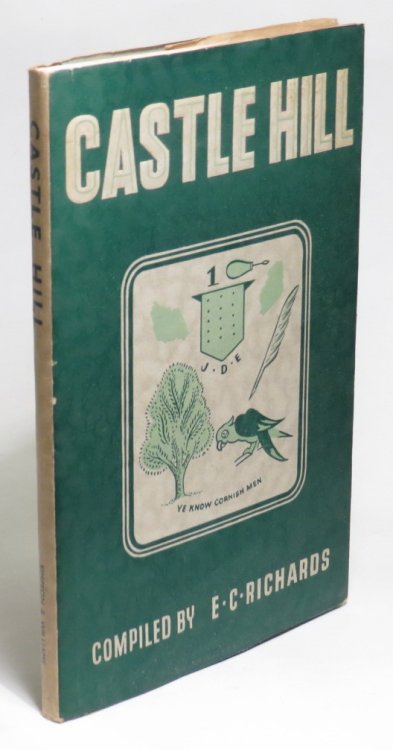 CASTLE HILL
1
J·D·E
YE KNOW CORNISH MEN
COMPILED BY E·C·RICHARDS
CASTLE HILL